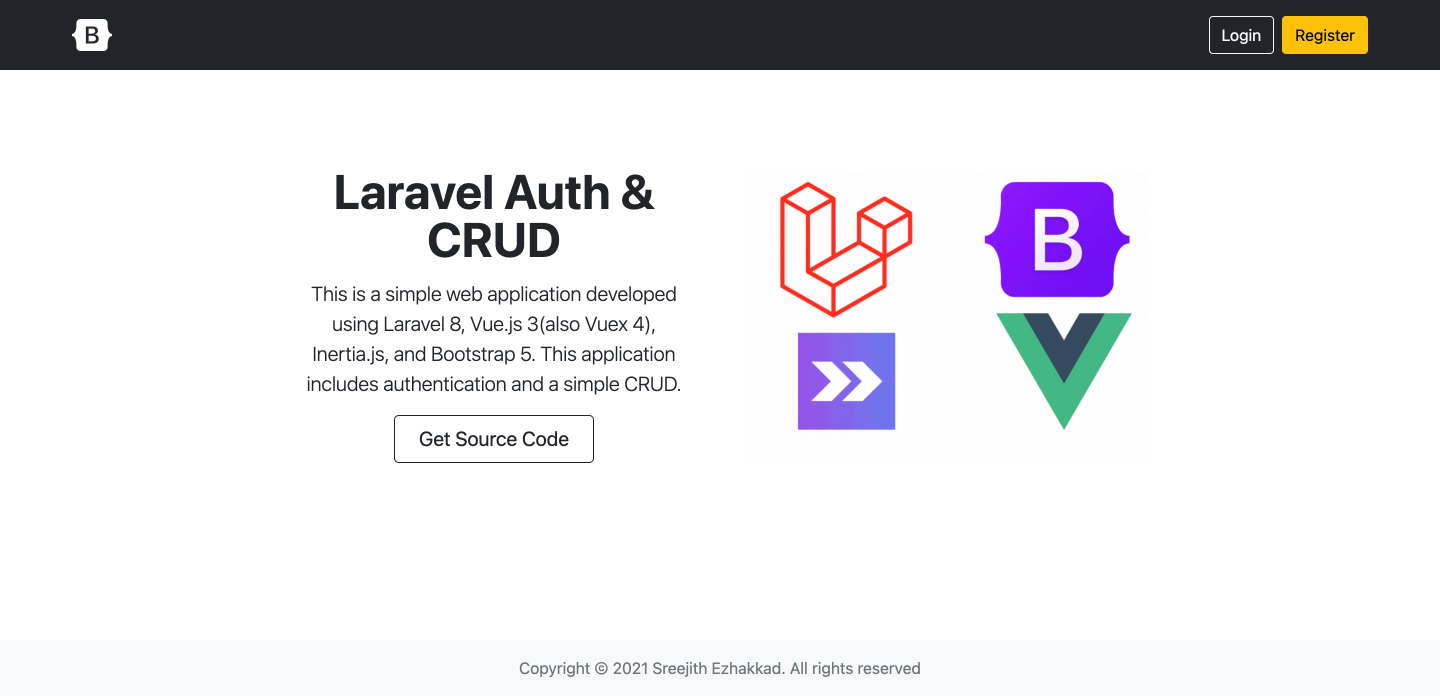 B
Login
Register
Laravel Auth &
CRUD
This is a simple web application developed
using Laravel 8, Vue.js 3(also Vuex 4),
Inertia.js, and Bootstrap 5. This application
includes authentication and a simple CRUD.
Get Source Code
B
Copyright © 2021 Sreejith Ezhakkad. All rights reserved